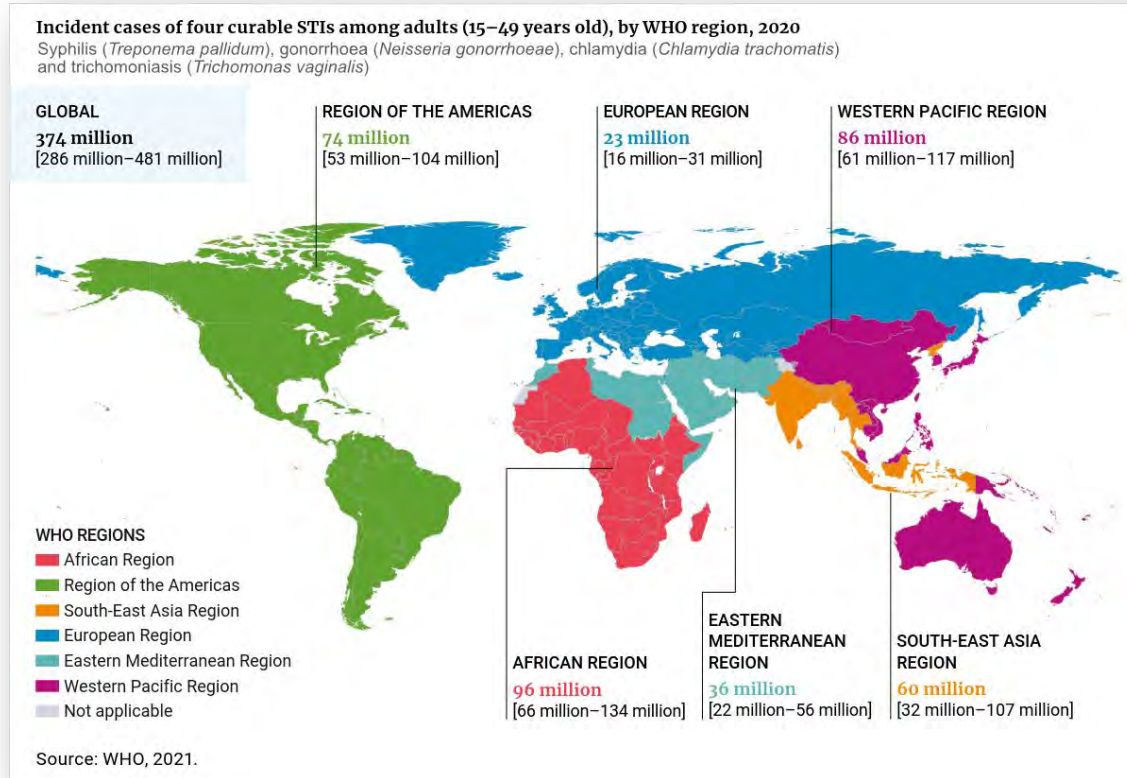 Incident cases of four curable STIs among adults (15–49 years old), by WHO region, 2020
Syphilis (Treponema pallidum), gonorrhoea (Neisseria gonorrhoeae), chlamydia (Chlamydia trachomatis)
and trichomoniasis (Trichomonas vaginalis)
GLOBAL
374 million
[286 million–481 million]
REGION OF THE AMERICAS
74 million
[53 million–104 million]
EUROPEAN REGION
23 million
[16 million–31 million]
WESTERN PACIFIC REGION
86 million
[61 million–117 million]
WHO REGIONS
African Region
Region of the Americas
South-East Asia Region
European Region
Eastern Mediterranean Region
Western Pacific Region
Not applicable
AFRICAN REGION
96 million
[66 million–134 million]
EASTERN
MEDITERRANEAN
REGION
36 million
[22 million–56 million]
SOUTH-EAST ASIA
REGION
60 million
[32 million–107 million]
Source: WHO, 2021.